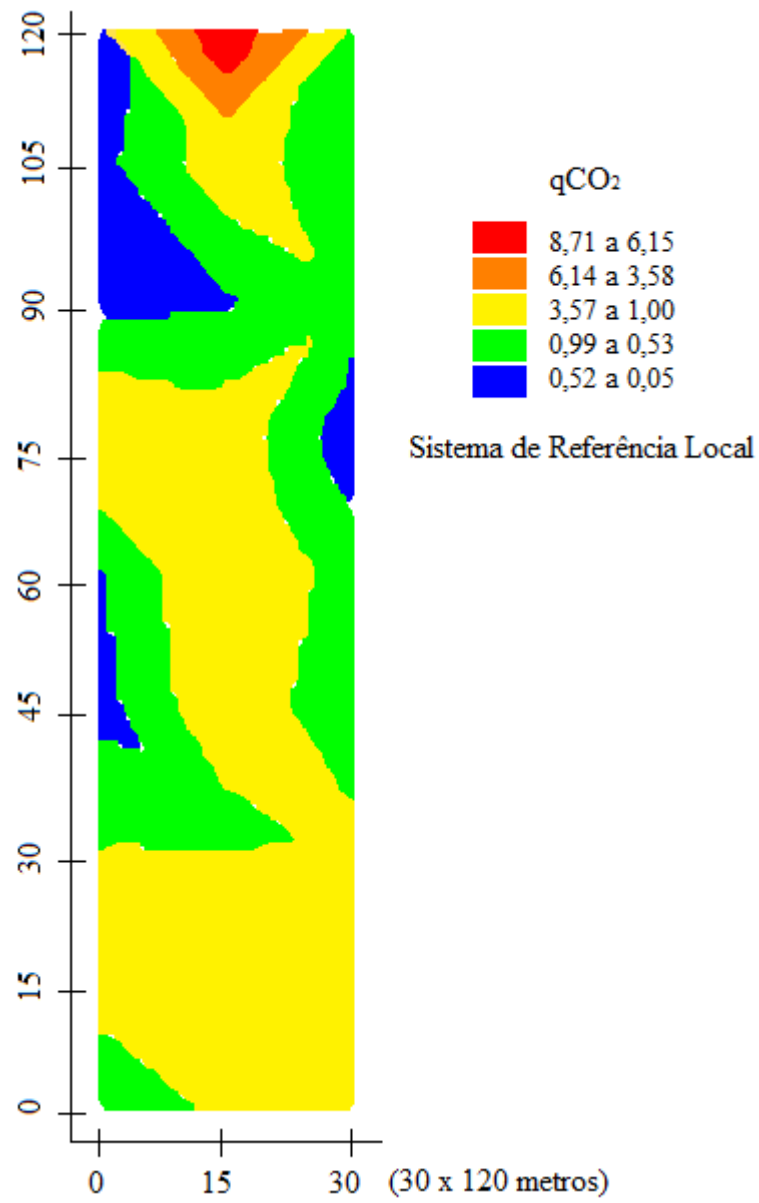 120
105
90
75
60
45
30
15
0
qCO₂
8,71 a 6,15
6,14 a 3,58
3,57 a 1,00
0,99 a 0,53
0,52 a 0,05
Sistema de Referência Local
0 15 30 (30 x 120 metros)